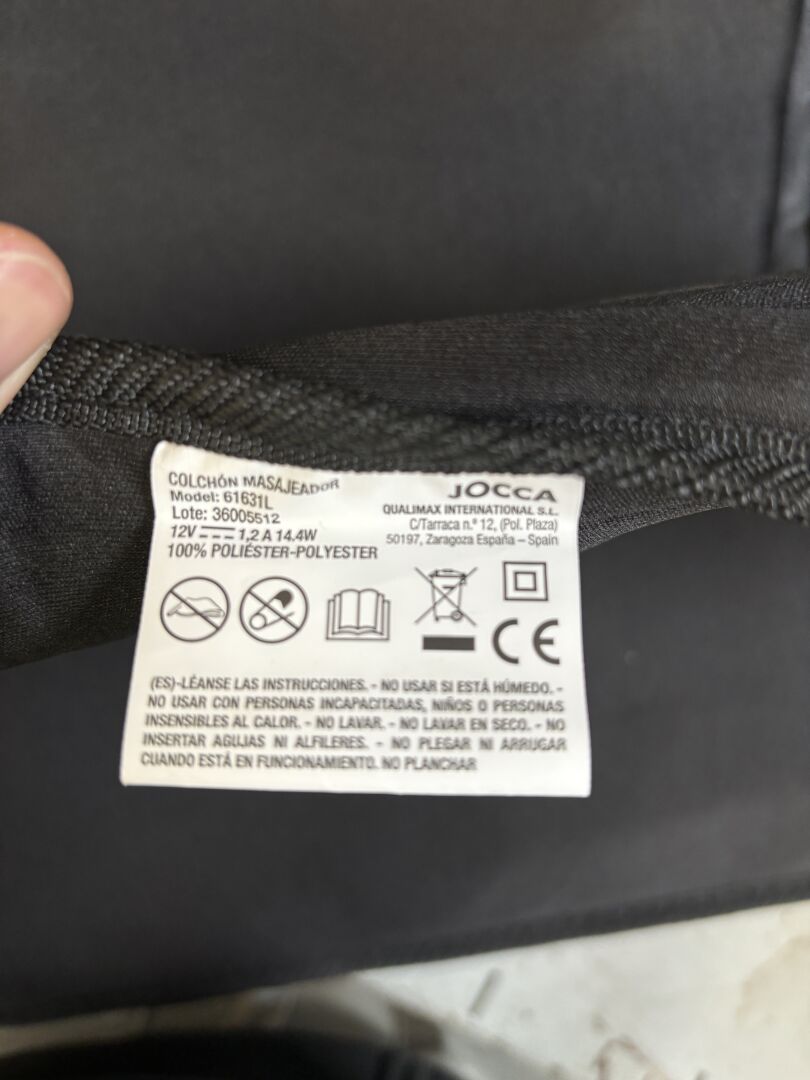 COLCHÓN MASAJEADOR
Model: 61631L
Lote: 36005512
12V 1,2 A 14.4W
100% POLIÉSTER-POLYESTER
JOCCA
QUALIMAX INTERNATIONAL S.L.
C/Tarraca n.º 12, (Pol. Plaza)
50197, Zaragoza España – Spain
CE
(ES)-LÉANSE LAS INSTRUCCIONES. - NO USAR SI ESTÁ HÚMEDO. -
NO USAR CON PERSONAS INCAPACITADAS, NIÑOS O PERSONAS
INSENSIBLES AL CALOR. - NO LAVAR. - NO LAVAR EN SECO. - NO
INSERTAR AGUJAS NI ALFILERES. - NO PLEGAR NI ARRUGAR
CUANDO ESTÁ EN FUNCIONAMIENTO. NO PLANCHAR